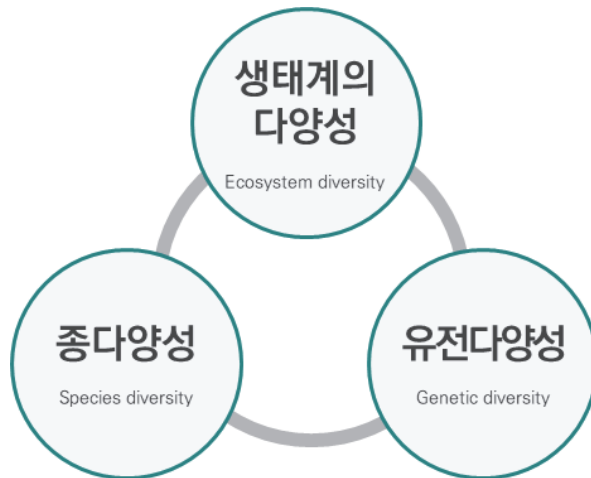 생태계의
다양성
Ecosystem diversity
종다양성
Species diversity
유전다양성
Genetic diversity